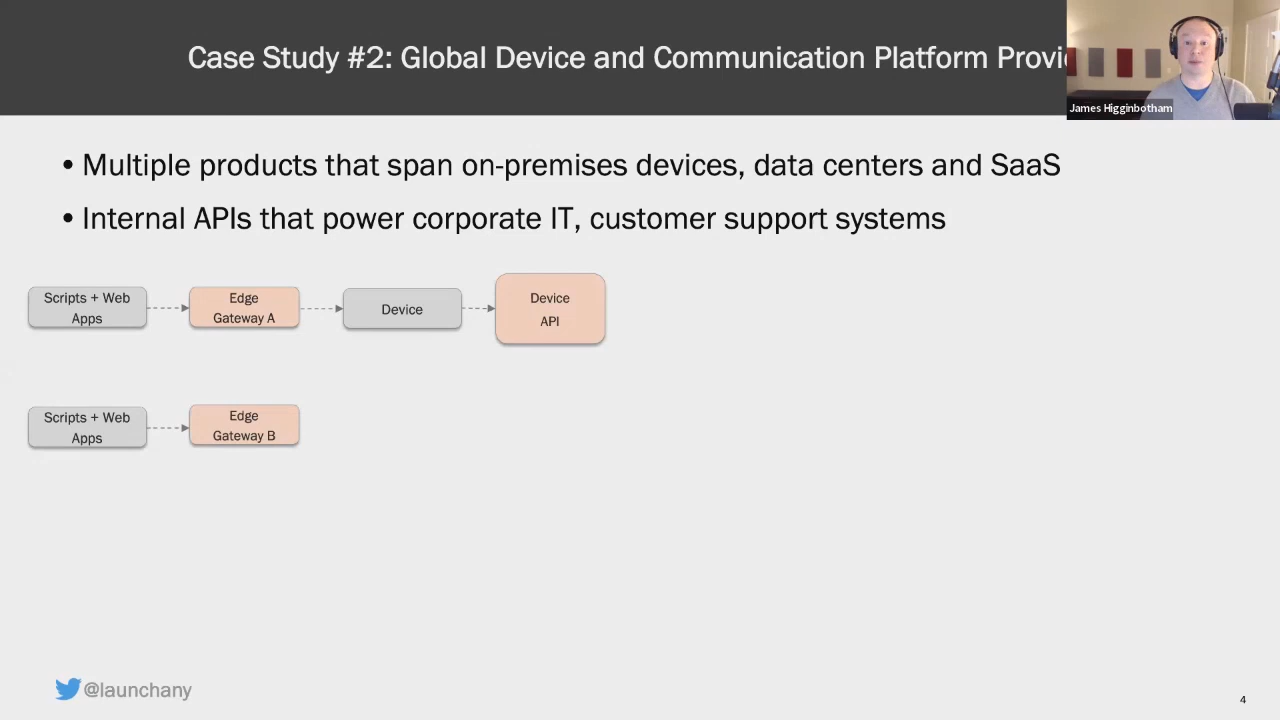 Case Study #2: Global Device and Communication Platform
James Higginbotham
• Multiple products that span on-premises devices, data centers and SaaS
• Internal APIs that power corporate IT, customer support systems
Scripts + Web
Apps
Edge
Gateway A
Device
Device
API
Scripts + Web
Apps
Edge
Gateway B
@launchany
4